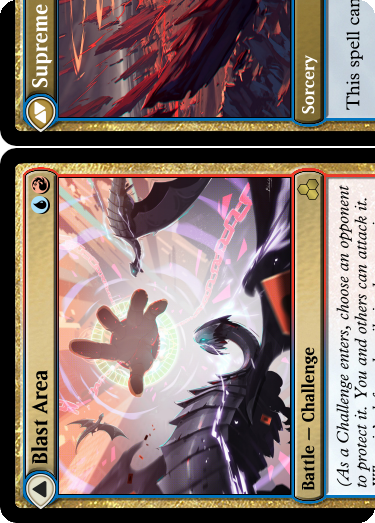 Supreme
Sorcery
This spell can
Blast Area
Battle — Challenge
(As a Challenge enters, choose an opponent
to protect it. You and others can attack it.